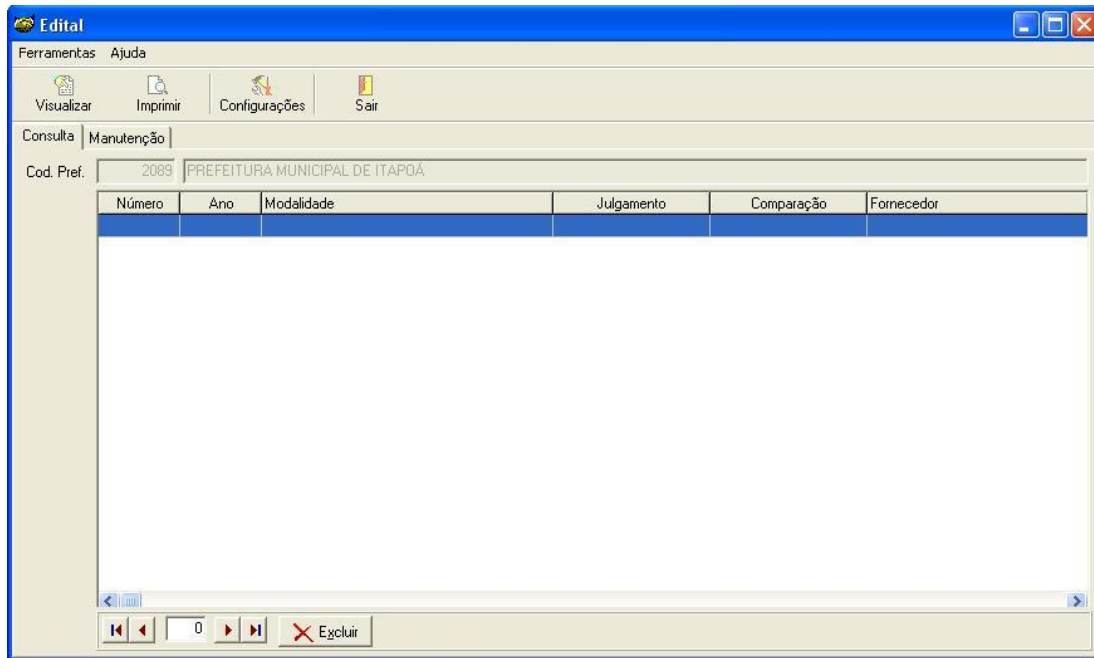 Edital
Ferramentas Ajuda
Visualizar Imprimir Configurações Sair
Consulta Manutenção
Cod. Pref. 2089 PREFEITURA MUNICIPAL DE ITAPOÁ
Número Ano Modalidade Julgamento Comparação Fornecedor
0 Excluir